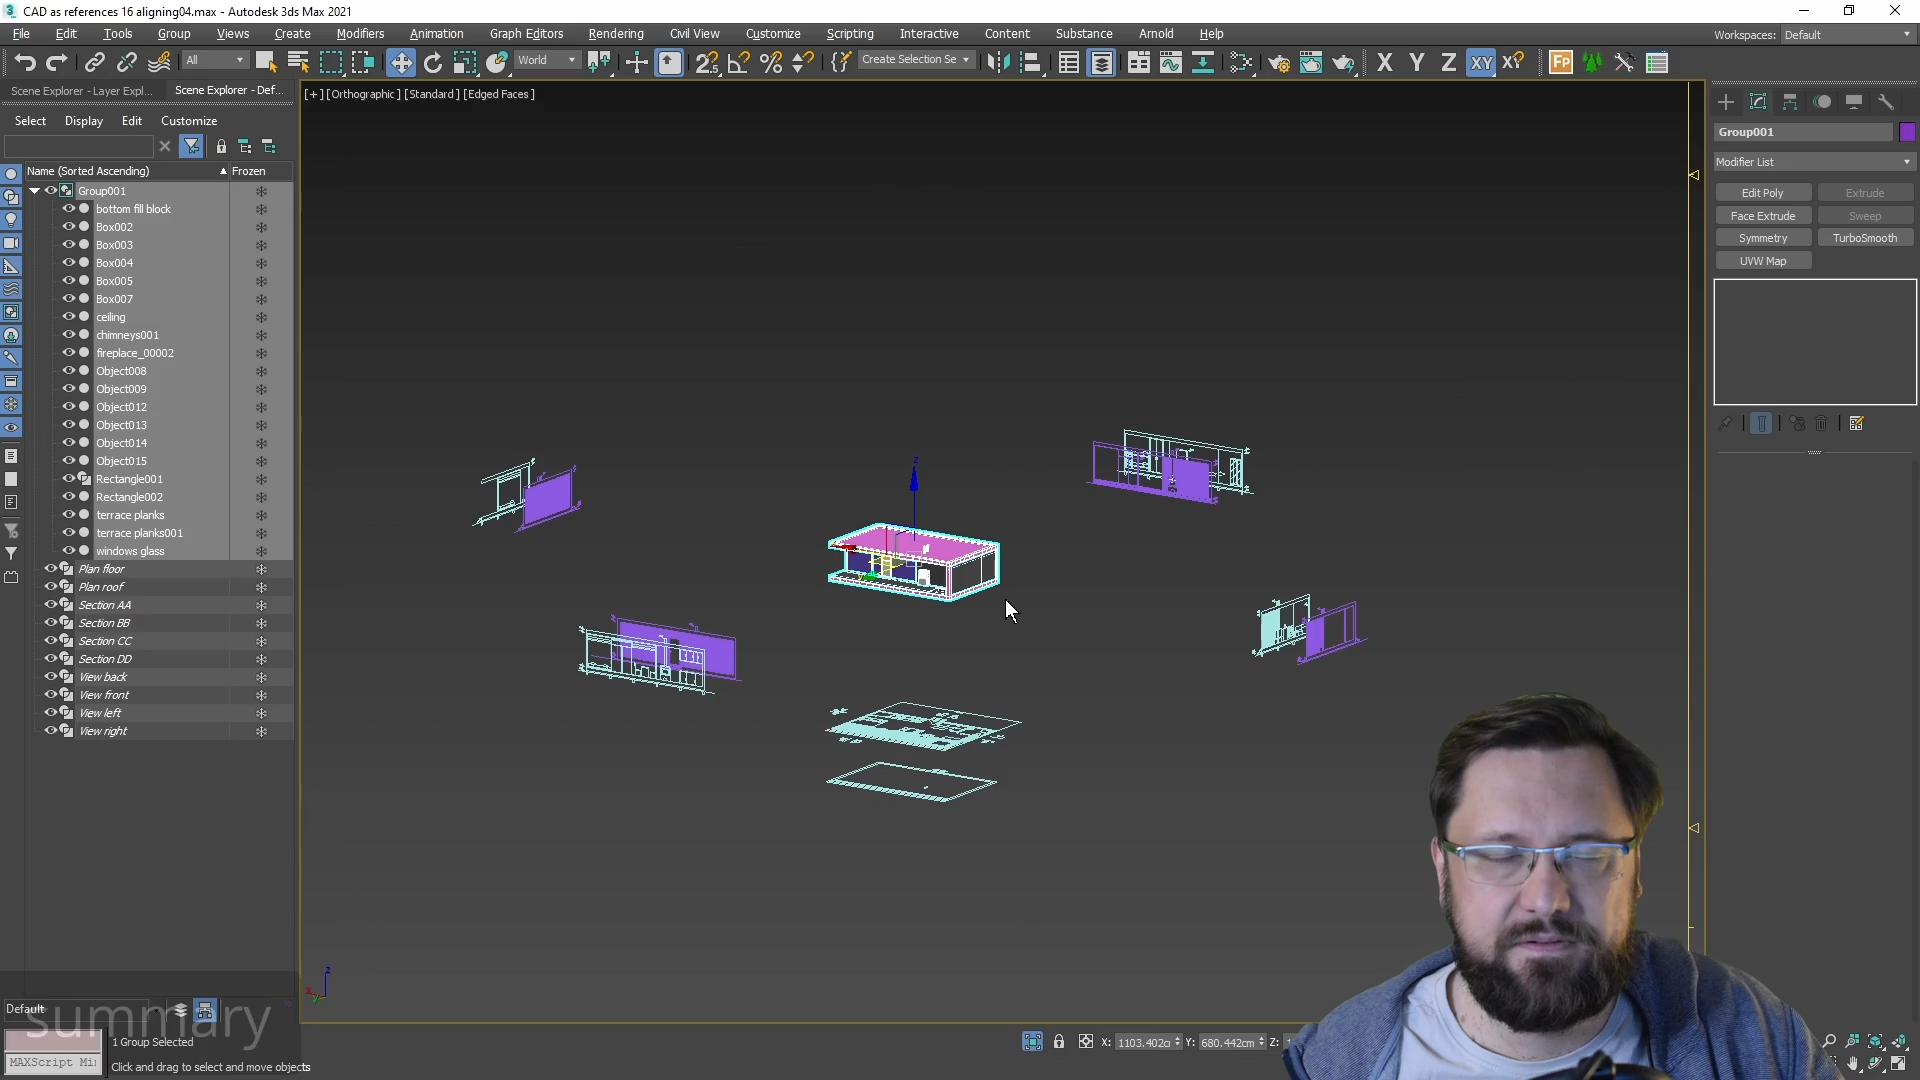 CAD as references 16 aligning04.max - Autodesk 3ds Max 2021
File Edit Tools Group Views Create Modifiers Animation Graph Editors Rendering Civil View Customize Scripting Interactive Content Substance Arnold Help
Workspaces: Default
All World Create Selection Se X Y Z XY XY Fp
Scene Explorer - Layer Expl... Scene Explorer - Def...
[+] [Orthographic] [Standard] [Edged Faces]
Select Display Edit Customize
Name (Sorted Ascending) Frozen
Group001
bottom fill block
Box002
Box003
Box004
Box005
Box007
ceiling
chimneys001
fireplace_00002
Object008
Object009
Object012
Object013
Object014
Object015
Rectangle001
Rectangle002
terrace planks
terrace planks001
windows glass
Plan floor
Plan roof
Section AA
Section BB
Section CC
Section DD
View back
View front
View left
View right
Group001
Modifier List
Edit Poly Extrude
Face Extrude Sweep
Symmetry TurboSmooth
UVW Map
z
z
Default
summary
1 Group Selected
MAXScript Mi
Click and drag to select and move objects
X: 1103.402c Y: 680.442cm Z: